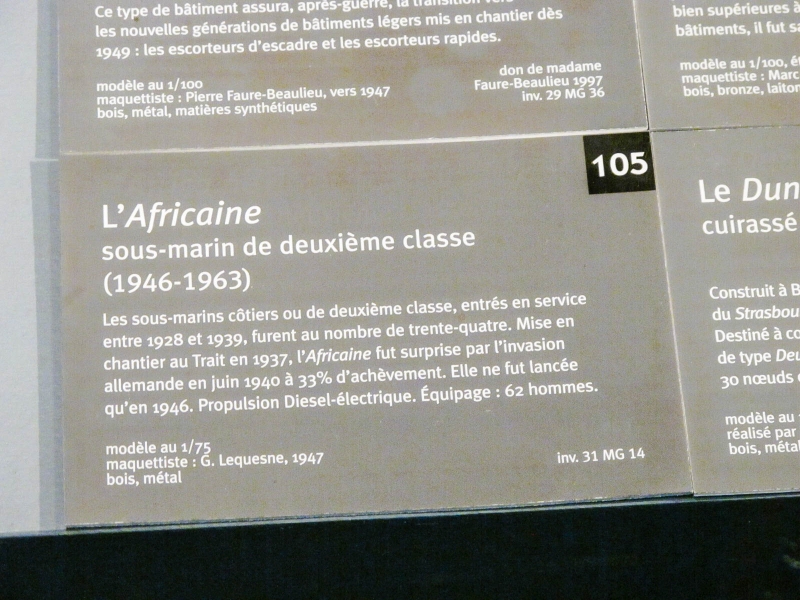 Ce type de bâtiment assura, après-guerre, la transition vers
les nouvelles générations de bâtiments légers mis en chantier dès
1949 : les escorteurs d'escadre et les escorteurs rapides.
modèle au 1/100
maquettiste : Pierre Faure-Beaulieu, vers 1947
bois, métal, matières synthétiques
don de madame
Faure-Beaulieu 1997
inv. 29 MG 36
bien supérieures à
bâtiments, il fut
modèle au 1/100,
maquettiste : Marc
bois, bronze, laiton
105
L'Africaine
sous-marin de deuxième classe
(1946-1963)
Les sous-marins côtiers ou de deuxième classe, entrés en service
entre 1928 et 1939, furent au nombre de trente-quatre. Mise en
chantier au Trait en 1937, l'Africaine fut surprise par l'invasion
allemande en juin 1940 à 33% d'achèvement. Elle ne fut lancée
qu'en 1946. Propulsion Diesel-électrique. Équipage : 62 hommes.
modèle au 1/75
maquettiste : G. Lequesne, 1947
bois, métal
inv. 31 MG 14
Le Dun
cuirassé
Construit à B
du Strasbou
Destiné à co
de type Deu
30 nœuds
modèle au
réalisé par
bois, métal